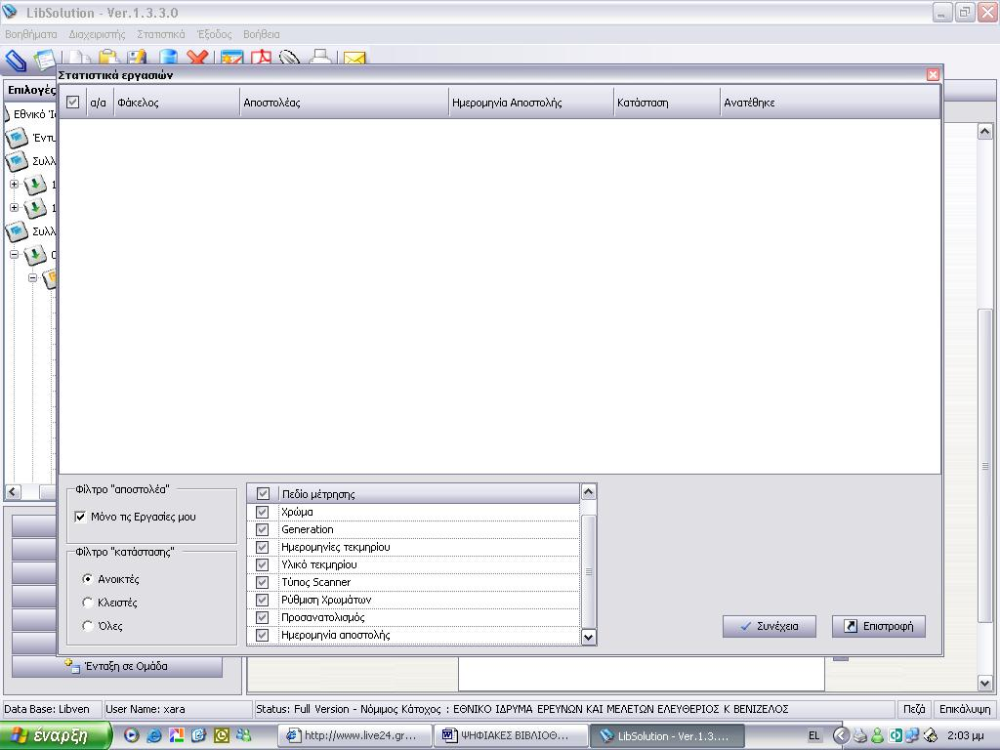 LibSolution - Ver.1.3.3.0
Βοηθήματα Διαχειριστής Στατιστικά Έξοδος Βοήθεια
Στατιστικά εργασιών
Επιλογές
α/α Φάκελος Αποστολέας Ημερομηνία Αποστολής Κατάσταση Ανατέθηκε
Εθνικό
Συλλ
1
1
Συλλ
Φίλτρο "αποστολέα"
Μόνο τις Εργασίες μου
Φίλτρο "κατάστασης"
Ανοικτές
Κλειστές
Όλες
Πεδίο μέτρησης
Χρώμα
Generation
Ημερομηνίες τεκμηρίου
Υλικό τεκμηρίου
Τύπος Scanner
Ρύθμιση Χρωμάτων
Προσανατολισμός
Ημερομηνία αποστολής
Συνέχεια
Επιστροφή
Ένταξη σε Ομάδα
Data Base: Libven User Name: xara Status: Full Version - Νόμιμος Κάτοχος : ΕΘΝΙΚΟ ΙΔΡΥΜΑ ΕΡΕΥΝΩΝ ΚΑΙ ΜΕΛΕΤΩΝ ΕΛΕΥΘΕΡΙΟΣ Κ ΒΕΝΙΖΕΛΟΣ Πεζά Επικάλυψη
έναρξη http://www.live24.gr... ΨΗΦΙΑΚΕΣ ΒΙΒΛΙΟΘ... LibSolution - Ver.1.3.... EL 2:03 μμ